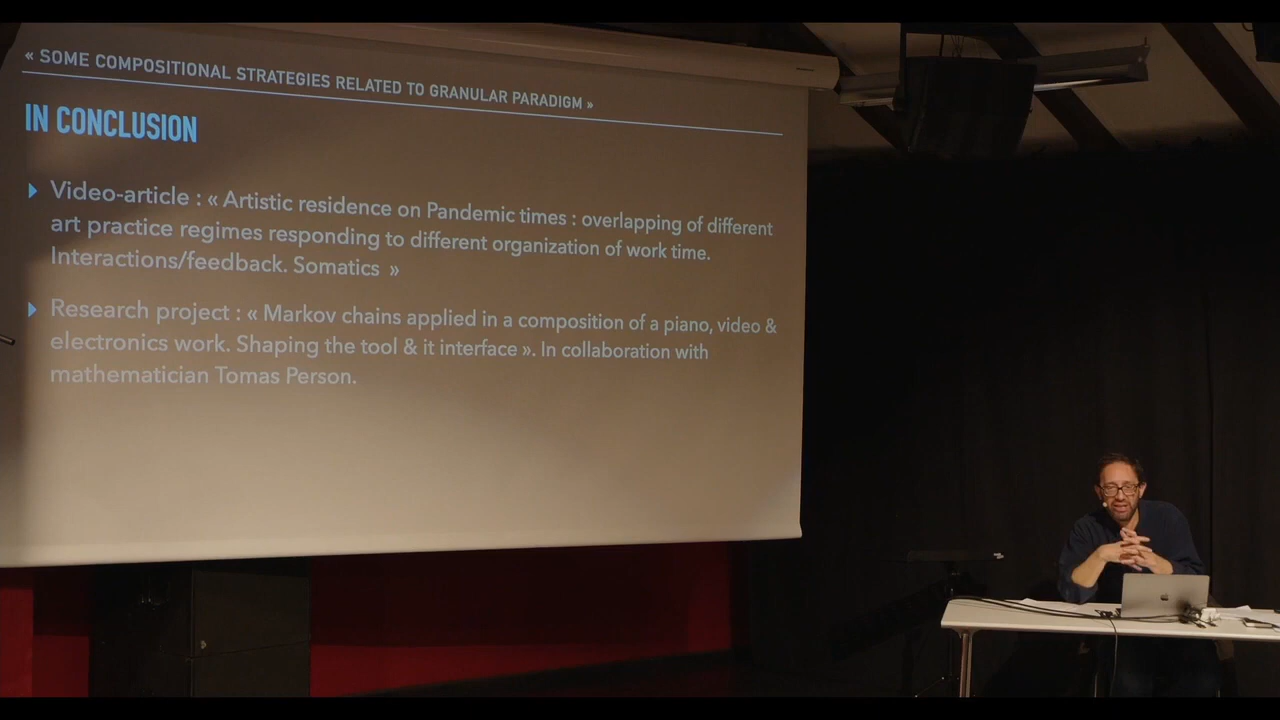 « SOME COMPOSITIONAL STRATEGIES RELATED TO GRANULAR PARADIGM »
IN CONCLUSION
Video-article : « Artistic residence on Pandemic times : overlapping of different
art practice regimes responding to different organization of work time.
Interactions/feedback. Somatics »
Research project : « Markov chains applied in a composition of a piano, video &
electronics work. Shaping the tool & it interface ». In collaboration with
mathematician Tomas Person.